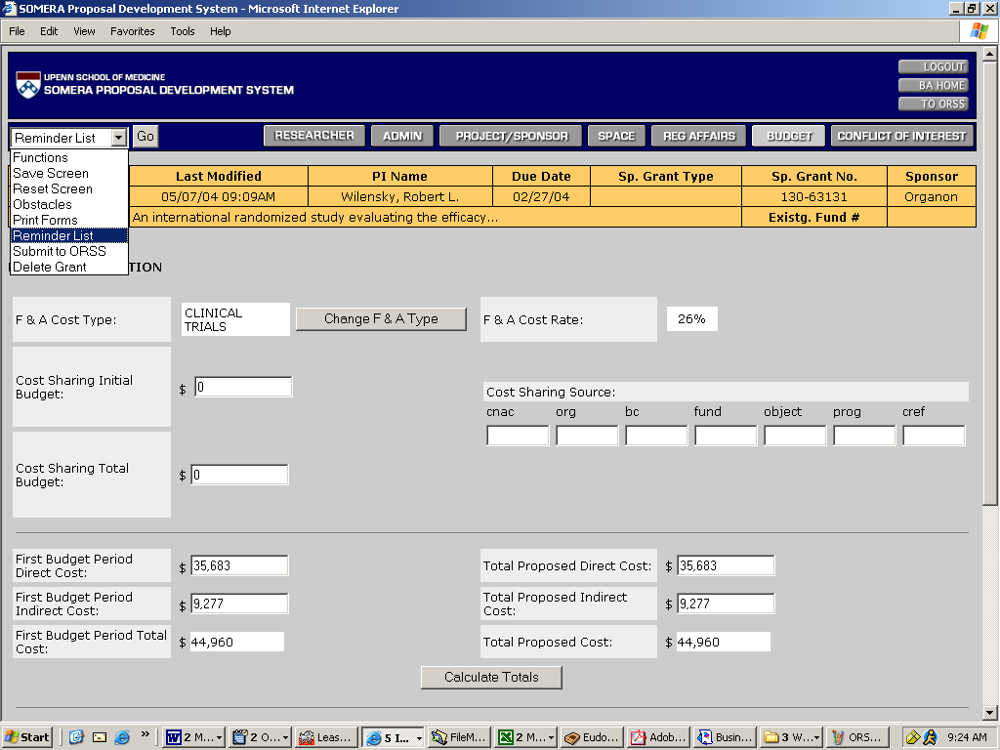 SOMERA Proposal Development System - Microsoft Internet Explorer
File Edit View Favorites Tools Help
UPENN SCHOOL OF MEDICINE
SOMERA PROPOSAL DEVELOPMENT SYSTEM
LOGOUT
BA HOME
TO ORSS
Reminder List Go RESEARCHER ADMIN PROJECT/SPONSOR SPACE REG AFFAIRS BUDGET CONFLICT OF INTEREST
Functions
Save Screen
Reset Screen
Obstacles
Print Forms
Reminder List
Submit to ORSS
Delete Grant
Last Modified PI Name Due Date Sp. Grant Type Sp. Grant No. Sponsor
05/07/04 09:09AM Wilensky, Robert L. 02/27/04 130-63131 Organon
An international randomized study evaluating the efficacy... Existg. Fund #
TION
F & A Cost Type: CLINICAL
TRIALS
Change F & A Type F & A Cost Rate: 26%
Cost Sharing Initial
Budget: $ 0
Cost Sharing Source:
cnac org bc fund object prog cref
Cost Sharing Total
Budget: $ 0
First Budget Period
Direct Cost: $ 35,683
Total Proposed Direct Cost: $ 35,683
First Budget Period
Indirect Cost: $ 9,277
Total Proposed Indirect
Cost: $ 9,277
First Budget Period Total
Cost: $ 44,960
Total Proposed Cost: $ 44,960
Calculate Totals
Start » 2 M... 2 O... Leas... 5 I... FileM... 2 M... Eudo... Adob... Busin... 3 W... ORS... 9:24 AM